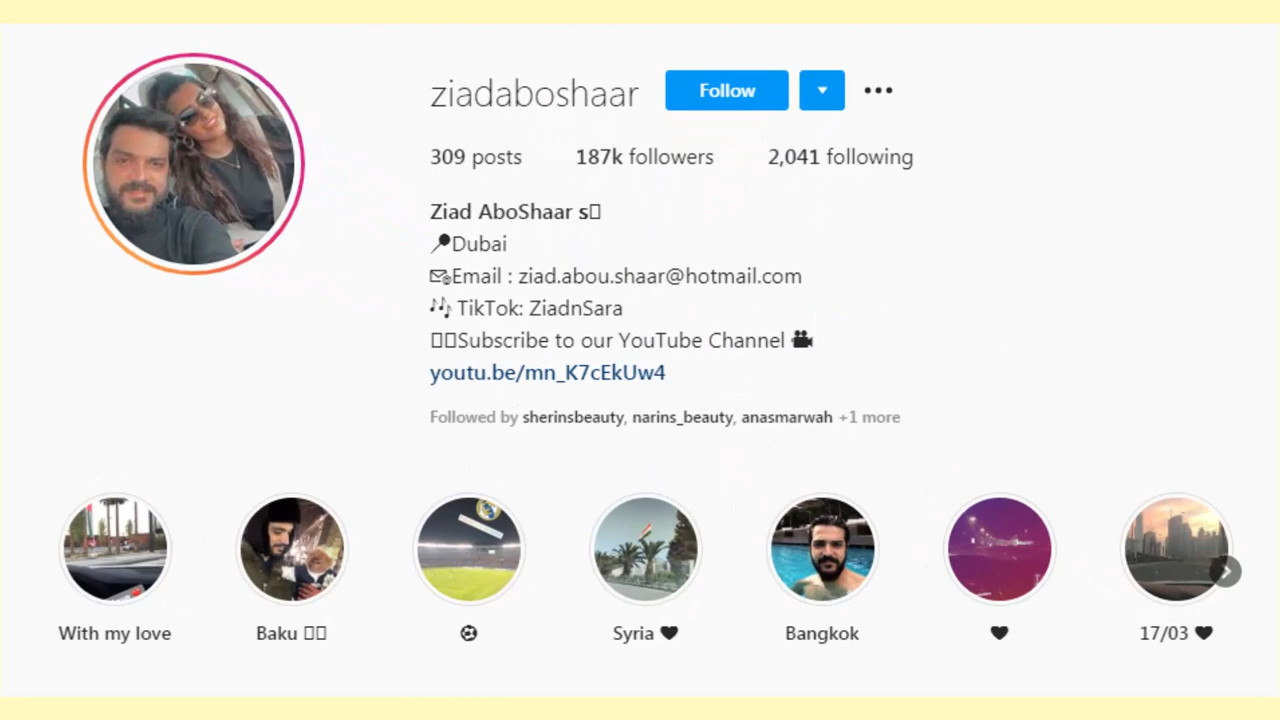 ziadaboshaar Follow
309 posts 187k followers 2,041 following
Ziad AboShaar s
📍Dubai
Email : ziad.abou.shaar@hotmail.com
🎶 TikTok: ZiadnSara
Subscribe to our YouTube Channel 🎥
youtu.be/mn_K7cEkUw4
Followed by sherinsbeauty, narins_beauty, anasmarwah +1 more
With my love Baku ⚽ Syria ♥ Bangkok ♥ 17/03 ♥